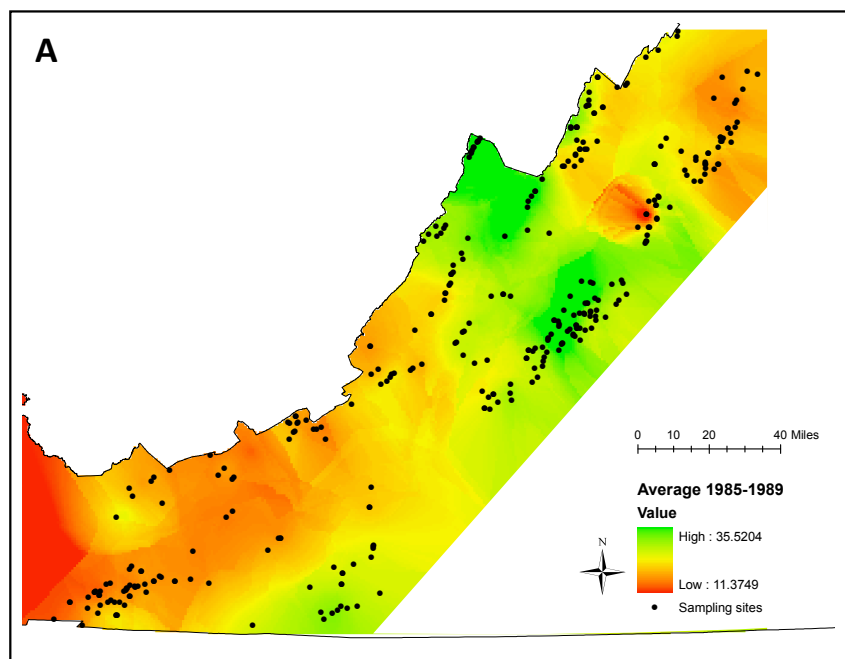 A
0 10 20 40 Miles
Average 1985-1989
Value
High : 35.5204
Low : 11.3749
Sampling sites
N